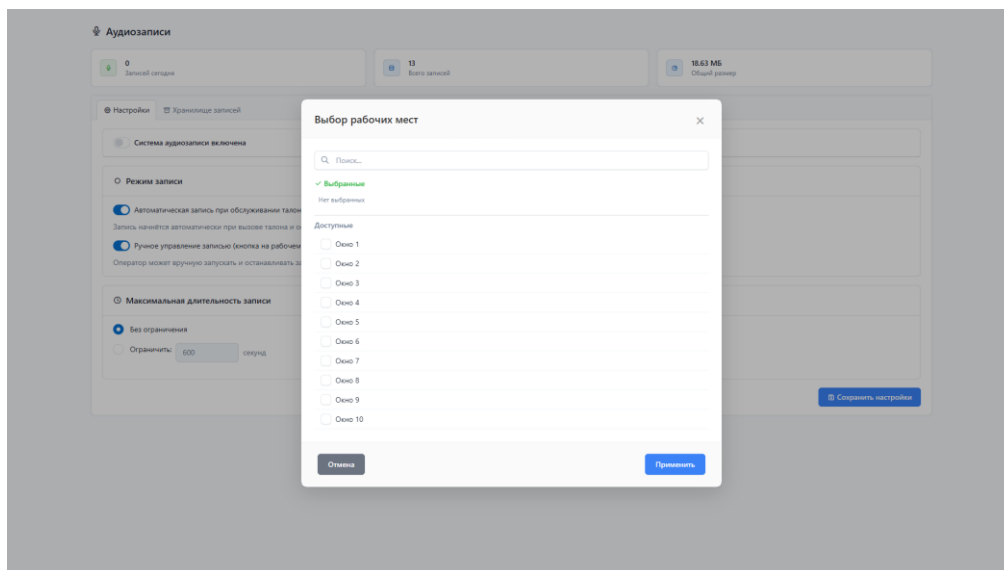 Аудиозаписи
0
Записей сегодня
13
Всего записей
18.63 МБ
Общий размер
Настройки
Хранилище записей
Система аудиозаписи включена
Режим записи
Автоматическая запись при обслуживании талон
Запись начнётся автоматически при вызове талона и
Ручное управление записью (кнопка на рабочем
Оператор может вручную запускать и останавливать
Максимальная длительность записи
Без ограничения
Ограничить: 600 секунд
Сохранить настройки
Выбор рабочих мест
Поиск...
Выбранные
Нет выбранных
Доступные
Окно 1
Окно 2
Окно 3
Окно 4
Окно 5
Окно 6
Окно 7
Окно 8
Окно 9
Окно 10
Отмена
Применить